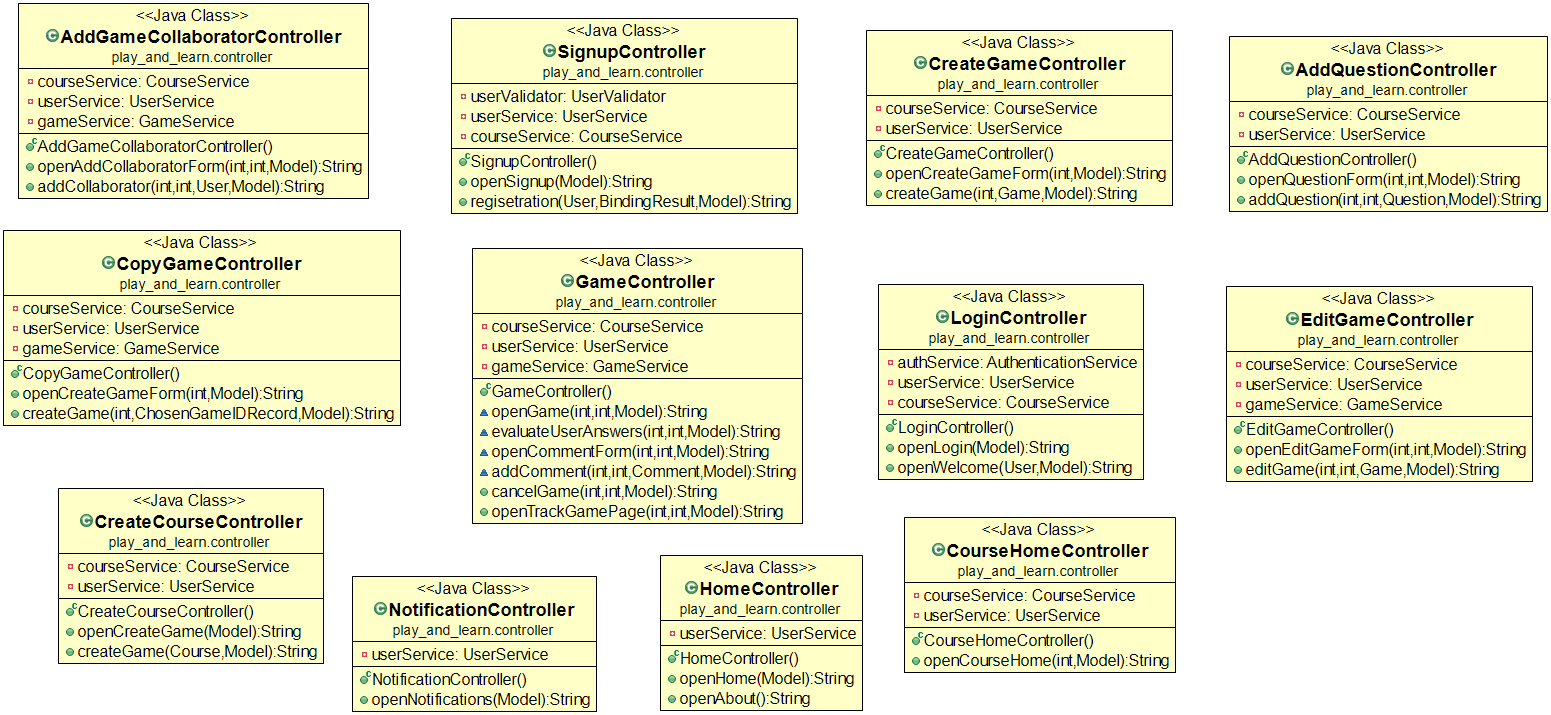 <<Java Class>>
AddGameCollaboratorController
play_and_learn.controller
courseService: CourseService
userService: UserService
gameService: GameService
AddGameCollaboratorController()
openAddCollaboratorForm(int,int,Model):String
addCollaborator(int,int,User,Model):String
<<Java Class>>
SignupController
play_and_learn.controller
userValidator: UserValidator
userService: UserService
courseService: CourseService
SignupController()
openSignup(Model):String
regisetration(User,BindingResult,Model):String
<<Java Class>>
CreateGameController
play_and_learn.controller
courseService: CourseService
userService: UserService
CreateGameController()
openCreateGameForm(int,Model):String
createGame(int,Game,Model):String
<<Java Class>>
AddQuestionController
play_and_learn.controller
courseService: CourseService
userService: UserService
AddQuestionController()
openQuestionForm(int,int,Model):String
addQuestion(int,int,Question,Model):String
<<Java Class>>
CopyGameController
play_and_learn.controller
courseService: CourseService
userService: UserService
gameService: GameService
CopyGameController()
openCreateGameForm(int,Model):String
createGame(int,ChosenGameIDRecord,Model):String
<<Java Class>>
GameController
play_and_learn.controller
courseService: CourseService
userService: UserService
gameService: GameService
GameController()
openGame(int,int,Model):String
evaluateUserAnswers(int,int,Model):String
openCommentForm(int,int,Model):String
addComment(int,int,Comment,Model):String
cancelGame(int,int,Model):String
openTrackGamePage(int,int,Model):String
<<Java Class>>
LoginController
play_and_learn.controller
authService: AuthenticationService
userService: UserService
courseService: CourseService
LoginController()
openLogin(Model):String
openWelcome(User,Model):String
<<Java Class>>
EditGameController
play_and_learn.controller
courseService: CourseService
userService: UserService
gameService: GameService
EditGameController()
openEditGameForm(int,int,Model):String
editGame(int,int,Game,Model):String
<<Java Class>>
CreateCourseController
play_and_learn.controller
courseService: CourseService
userService: UserService
CreateCourseController()
openCreateGame(Model):String
createGame(Course,Model):String
<<Java Class>>
NotificationController
play_and_learn.controller
userService: UserService
NotificationController()
openNotifications(Model):String
<<Java Class>>
HomeController
play_and_learn.controller
userService: UserService
HomeController()
openHome(Model):String
openAbout():String
<<Java Class>>
CourseHomeController
play_and_learn.controller
courseService: CourseService
userService: UserService
CourseHomeController()
openCourseHome(int,Model):String